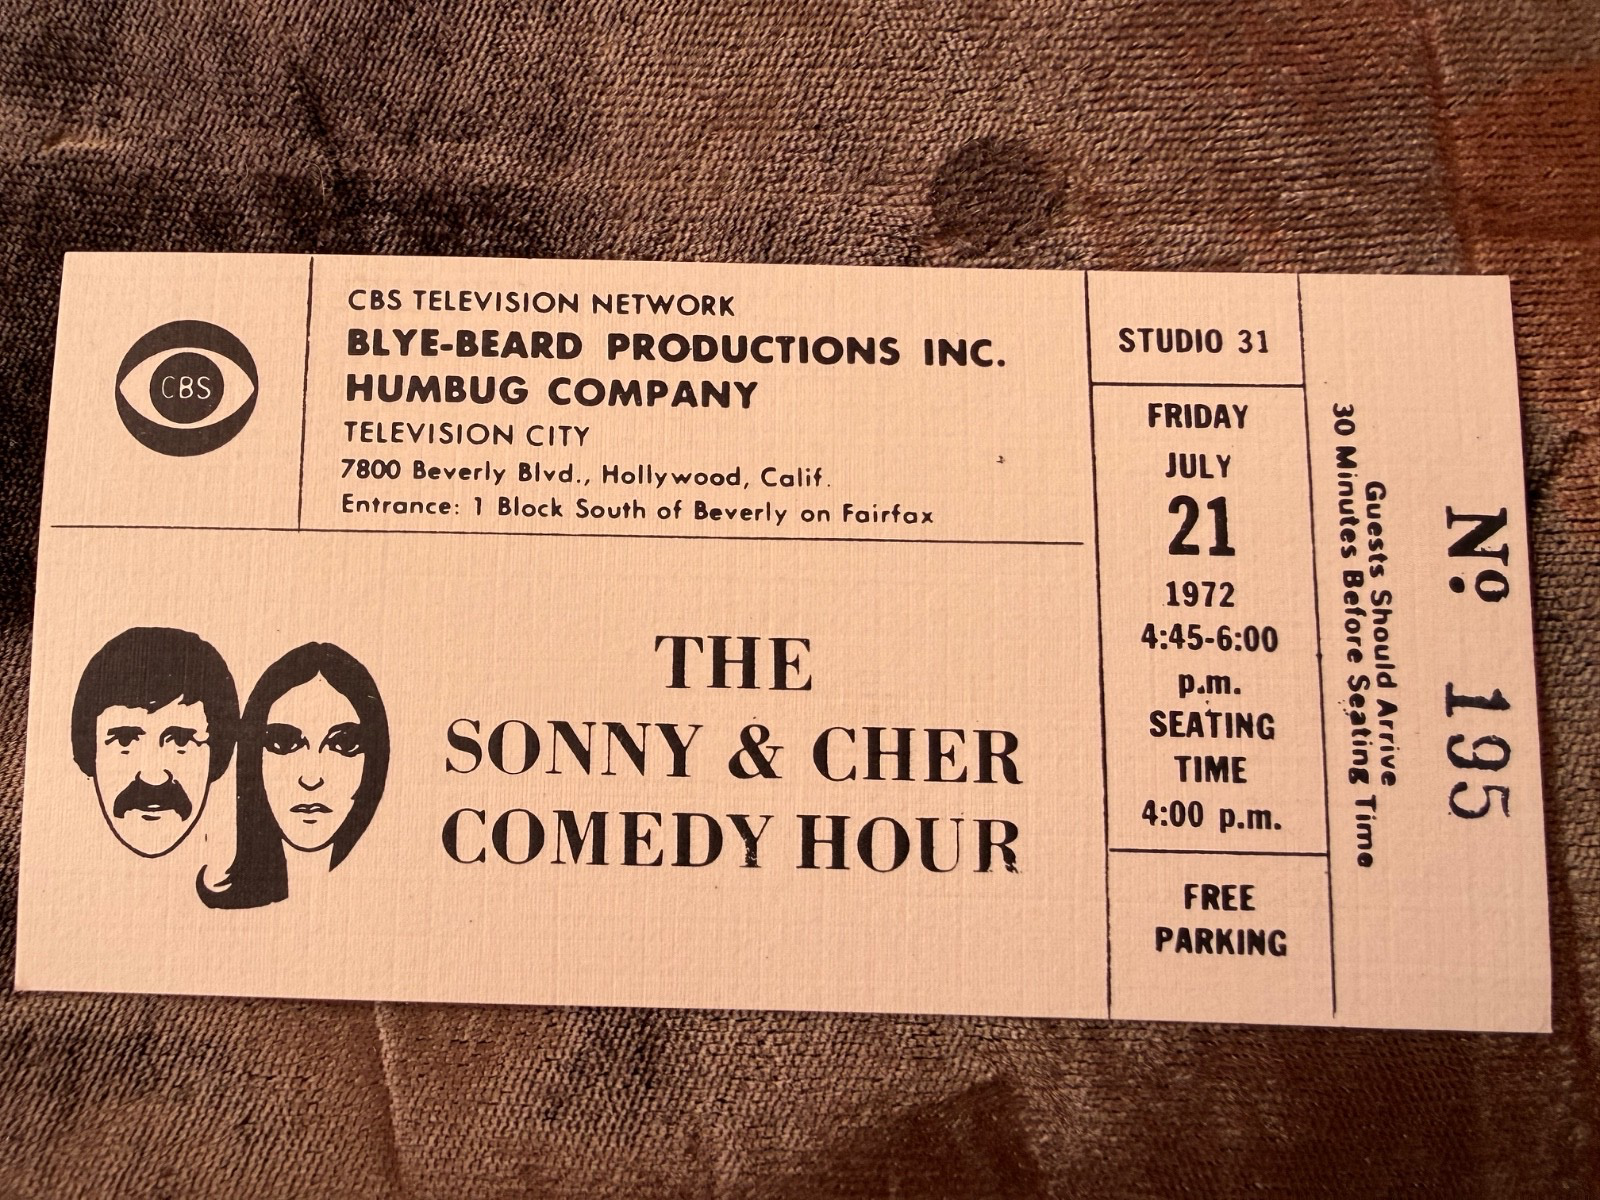 CBS
CBS TELEVISION NETWORK
BLYE-BEARD PRODUCTIONS INC.
HUMBUG COMPANY
TELEVISION CITY
7800 Beverly Blvd., Hollywood, Calif.
Entrance: 1 Block South of Beverly on Fairfax
THE
SONNY & CHER
COMEDY HOUR
STUDIO 31
FRIDAY
JULY
21
1972
4:45-6:00
p.m.
SEATING
TIME
4:00 p.m.
FREE
PARKING
Guests Should Arrive
30 Minutes Before Seating Time
Nº. 195